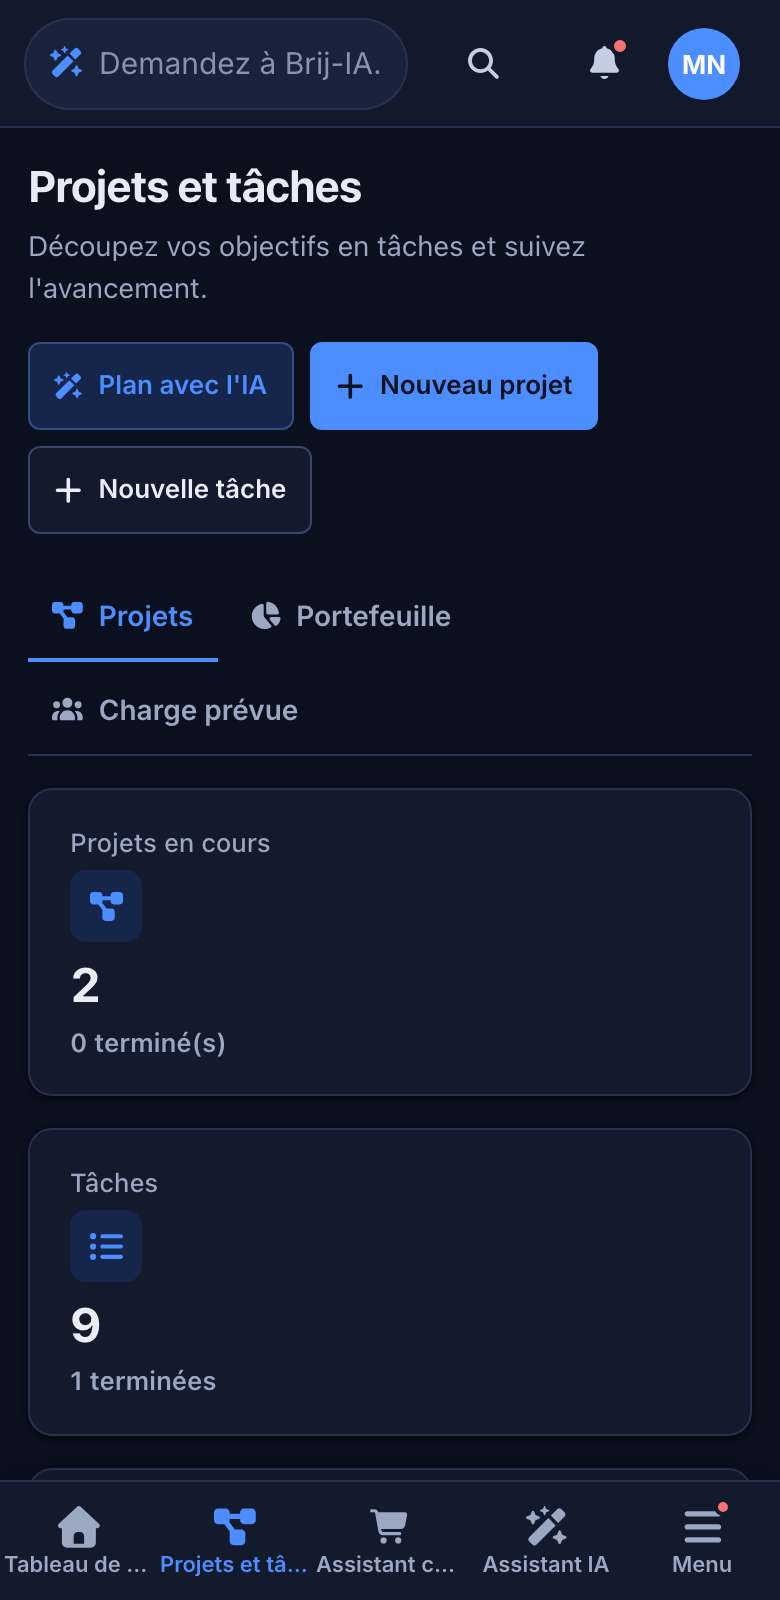 Demandez à Brij-IA.
MN
Projets et tâches
Découpez vos objectifs en tâches et suivez
l'avancement.
Plan avec l'IA
Nouveau projet
Nouvelle tâche
Projets
Portefeuille
Charge prévue
Projets en cours
2
0 terminé(s)
Tâches
9
1 terminées
Tableau de ...
Projets et tâ...
Assistant c...
Assistant IA
Menu